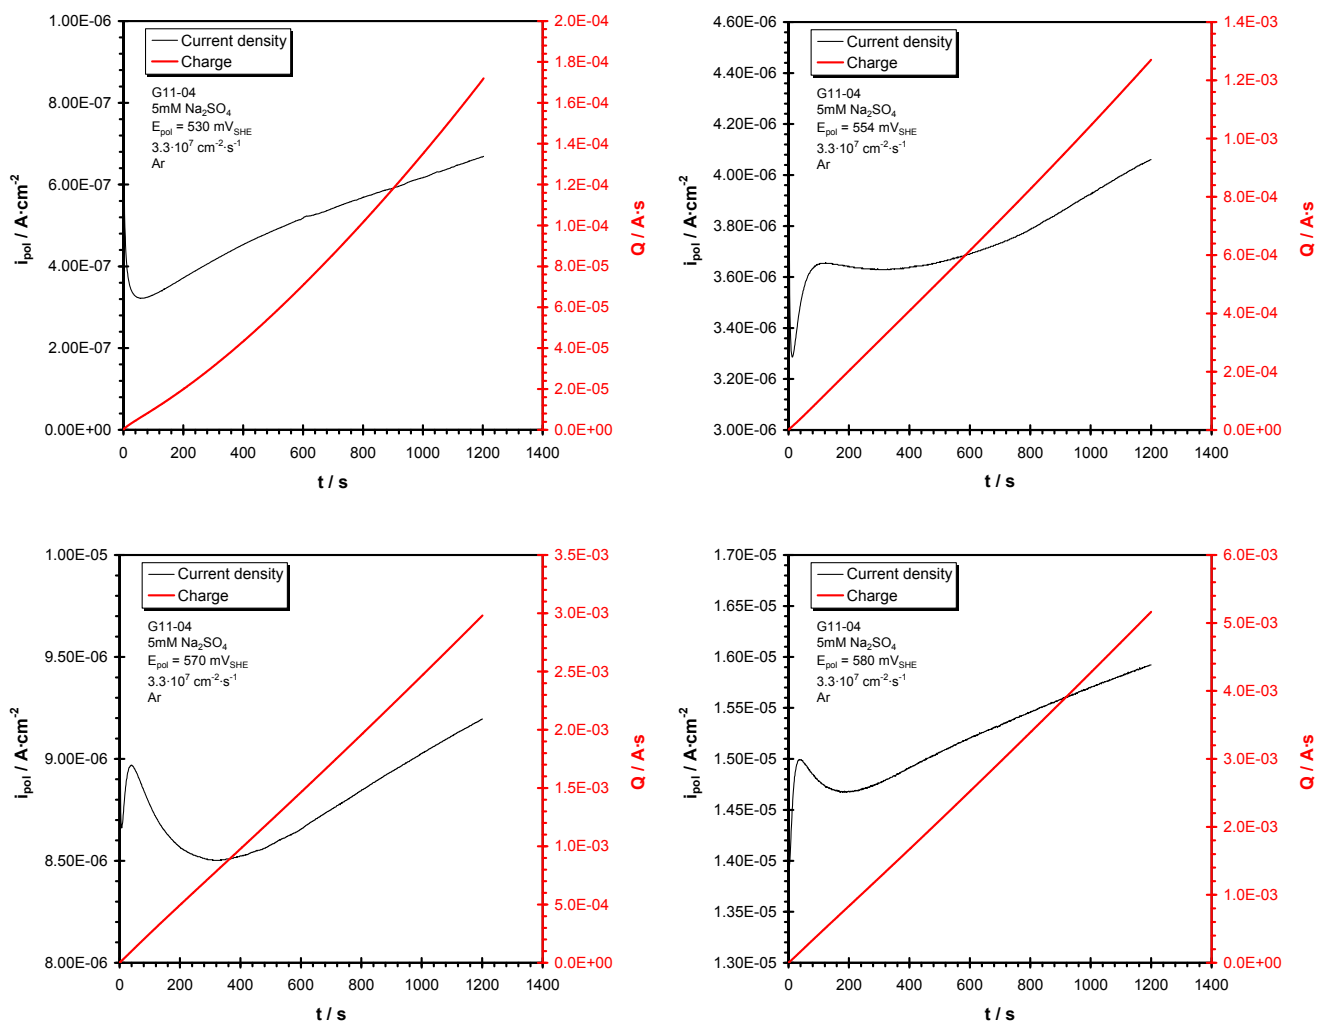 1.00E-06
8.00E-07
6.00E-07
4.00E-07
2.00E-07
0.00E+00
i_pol / A·cm⁻²
Current density
Charge
G11-04
5mM Na₂SO₄
E_pol = 530 mV_SHE
3.3·10⁷ cm⁻²·s⁻¹
Ar
2.0E-04
1.8E-04
1.6E-04
1.4E-04
1.2E-04
1.0E-04
8.0E-05
6.0E-05
4.0E-05
2.0E-05
0.0E+00
Q / A·s
0 200 400 600 800 1000 1200 1400
t / s
4.60E-06
4.40E-06
4.20E-06
4.00E-06
3.80E-06
3.60E-06
3.40E-06
3.20E-06
3.00E-06
i_pol / A·cm⁻²
Current density
Charge
G11-04
5mM Na₂SO₄
E_pol = 554 mV_SHE
3.3·10⁷ cm⁻²·s⁻¹
Ar
1.4E-03
1.2E-03
1.0E-03
8.0E-04
6.0E-04
4.0E-04
2.0E-04
0.0E+00
Q / A·s
0 200 400 600 800 1000 1200 1400
t / s
1.00E-05
9.50E-06
9.00E-06
8.50E-06
8.00E-06
i_pol / A·cm⁻²
Current density
Charge
G11-04
5mM Na₂SO₄
E_pol = 570 mV_SHE
3.3·10⁷ cm⁻²·s⁻¹
Ar
3.5E-03
3.0E-03
2.5E-03
2.0E-03
1.5E-03
1.0E-03
5.0E-04
0.0E+00
Q / A·s
0 200 400 600 800 1000 1200 1400
t / s
1.70E-05
1.65E-05
1.60E-05
1.55E-05
1.50E-05
1.45E-05
1.40E-05
1.35E-05
1.30E-05
i_pol / A·cm⁻²
Current density
Charge
G11-04
5mM Na₂SO₄
E_pol = 580 mV_SHE
3.3·10⁷ cm⁻²·s⁻¹
Ar
6.0E-03
5.0E-03
4.0E-03
3.0E-03
2.0E-03
1.0E-03
0.0E+00
Q / A·s
0 200 400 600 800 1000 1200 1400
t / s